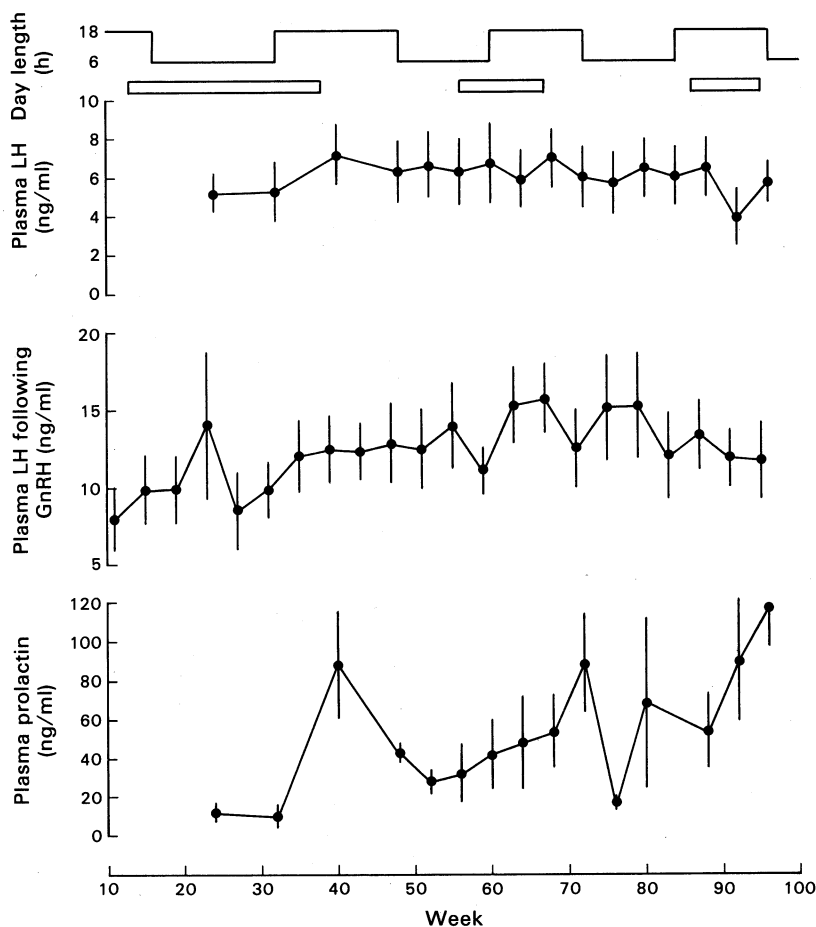 Day length
(h)
18
6
Plasma LH
(ng/ml)
10
8
6
4
2
0
Plasma LH following
GnRH (ng/ml)
20
15
10
5
Plasma prolactin
(ng/ml)
120
100
80
60
40
20
0
10 20 30 40 50 60 70 80 90 100
Week